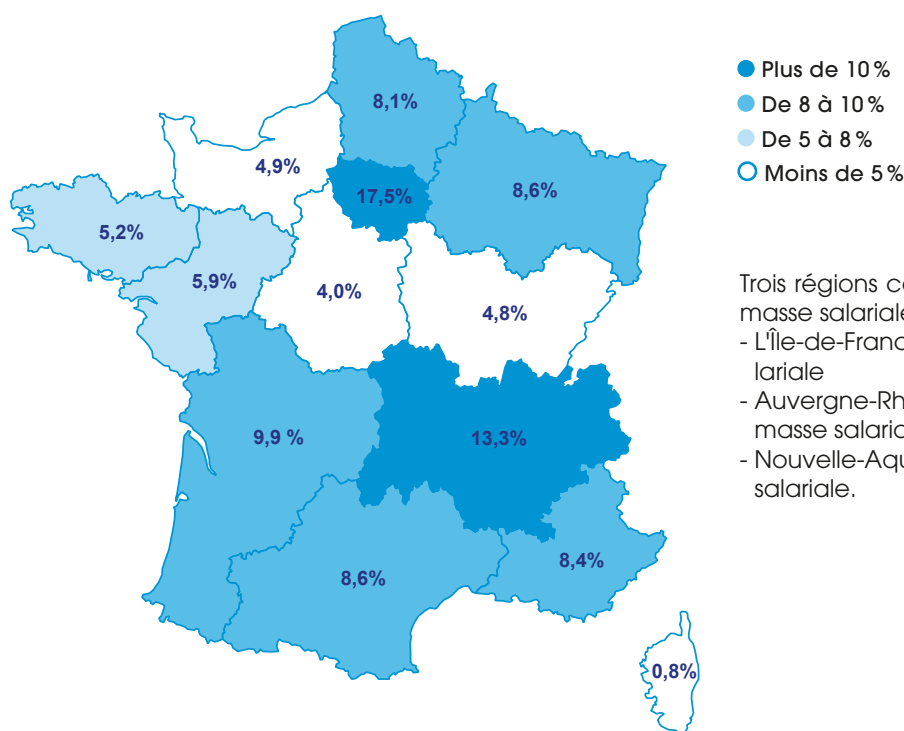 8,1%
4,9%
17,5%
8,6%
5,2%
5,9%
4,0%
4,8%
9,9 %
13,3%
8,6%
8,4%
0,8%
Plus de 10 %
De 8 à 10 %
De 5 à 8 %
Moins de 5 %
Trois régions
masse salariale
- L'Île-de-Franc
lariale
- Auvergne-Rh
masse salaria
- Nouvelle-Aqu
salariale.